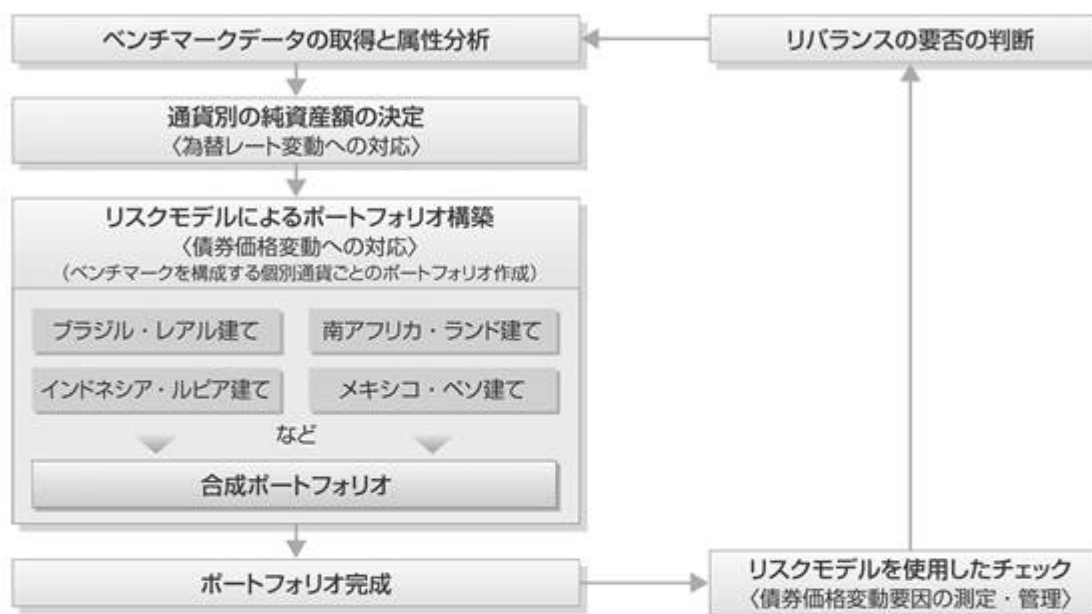 ベンチマークデータの取得と属性分析
リバランスの要否の判断
通貨別の純資産額の決定
〈為替レート変動への対応〉
リスクモデルによるポートフォリオ構築
〈債券価格変動への対応〉
(ベンチマークを構成する個別通貨ごとのポートフォリオ作成)
ブラジル・レアル建て
南アフリカ・ランド建て
インドネシア・ルピア建て
メキシコ・ペソ建て
など
合成ポートフォリオ
ポートフォリオ完成
リスクモデルを使用したチェック
〈債券価格変動要因の測定・管理〉